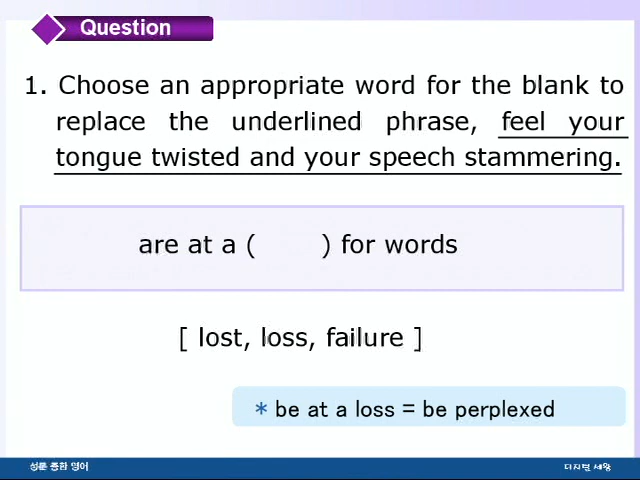 Question
1. Choose an appropriate word for the blank to
replace the underlined phrase, feel your
tongue twisted and your speech stammering.
are at a ( ) for words
[ lost, loss, failure ]
* be at a loss = be perplexed
성문 종합 영어
디지털 세왕